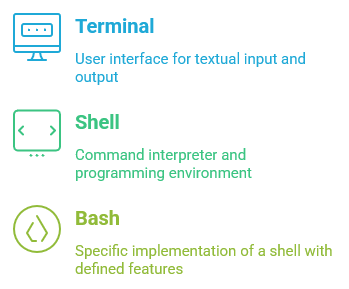 Terminal
User interface for textual input and
output
Shell
Command interpreter and
programming environment
Bash
Specific implementation of a shell with
defined features